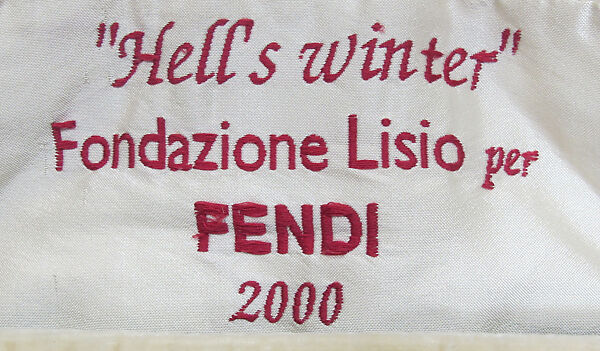 "Hell's winter"
Fondazione Lisio per
FENDI
2000